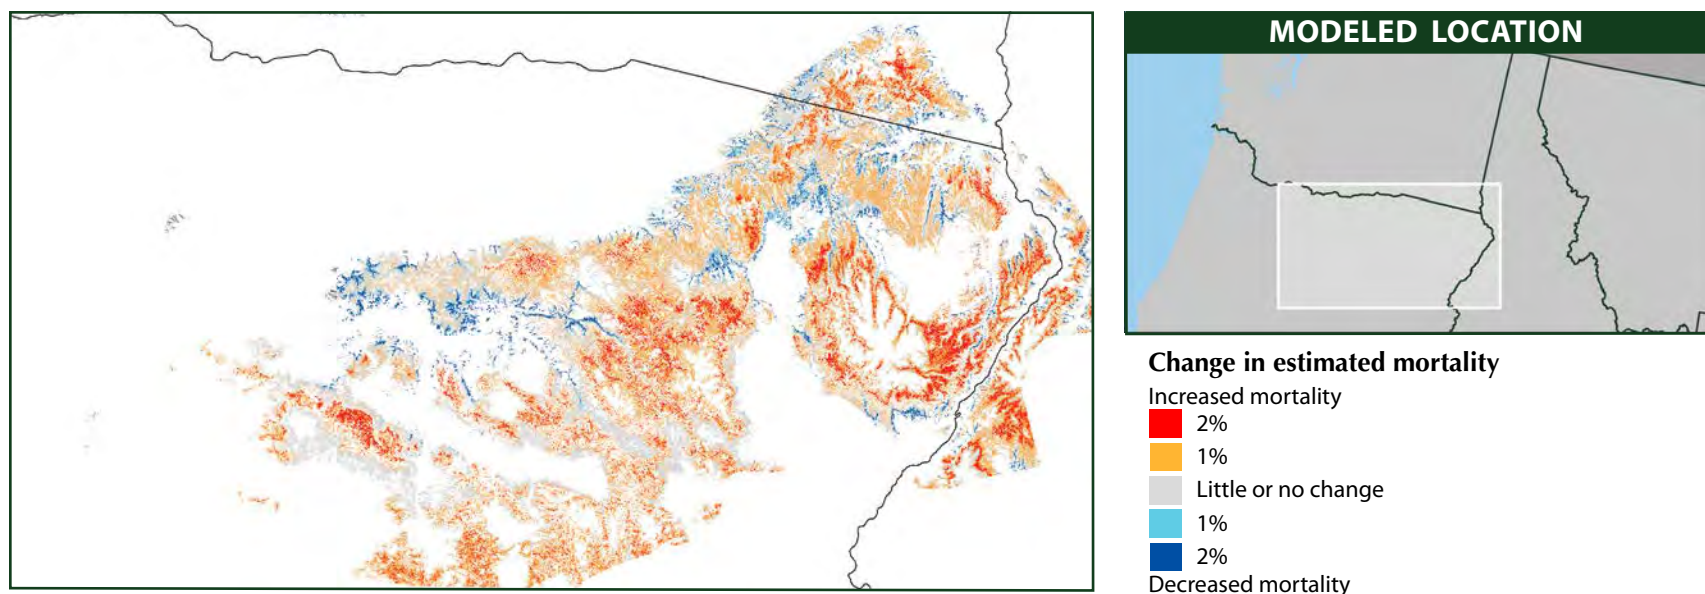 MODELED LOCATION
Change in estimated mortality
Increased mortality
2%
1%
Little or no change
1%
2%
Decreased mortality